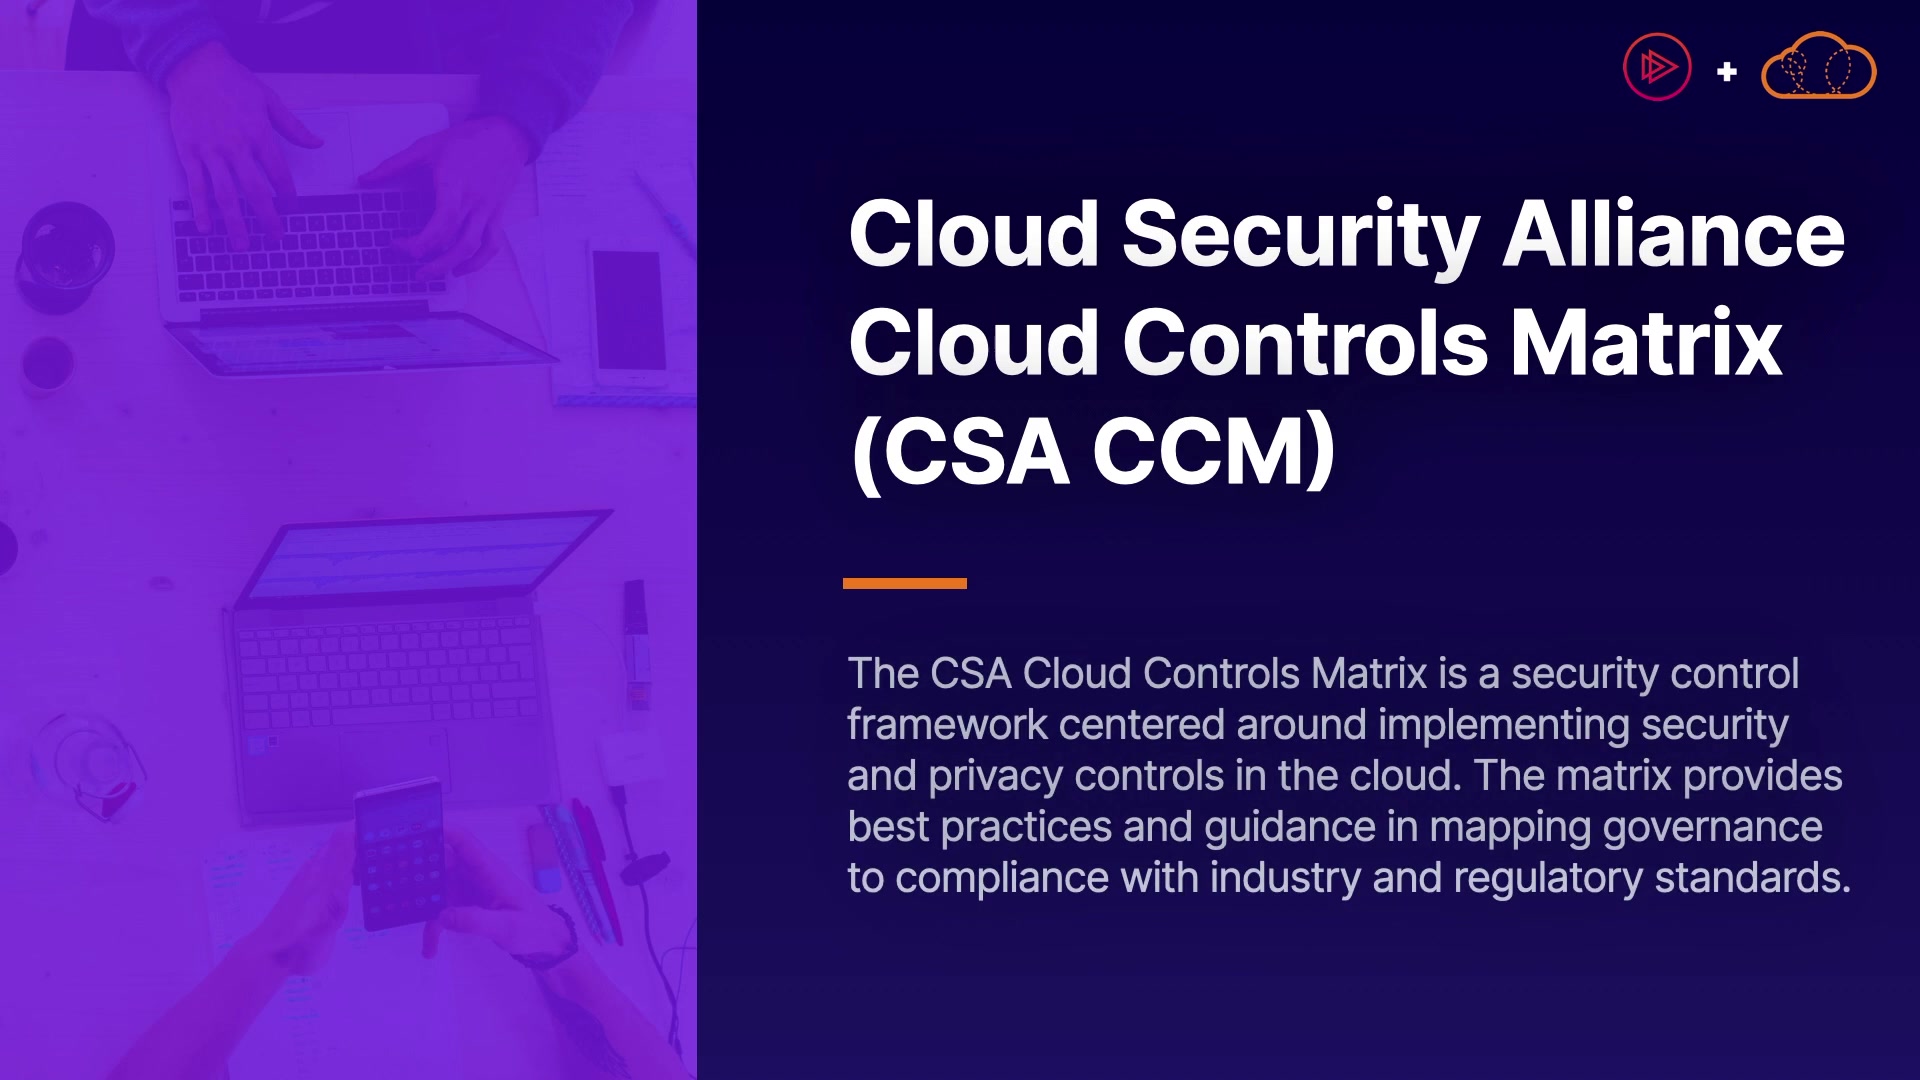 Cloud Security Alliance
Cloud Controls Matrix
(CSA CCM)
The CSA Cloud Controls Matrix is a security control
framework centered around implementing security
and privacy controls in the cloud. The matrix provides
best practices and guidance in mapping governance
to compliance with industry and regulatory standards.